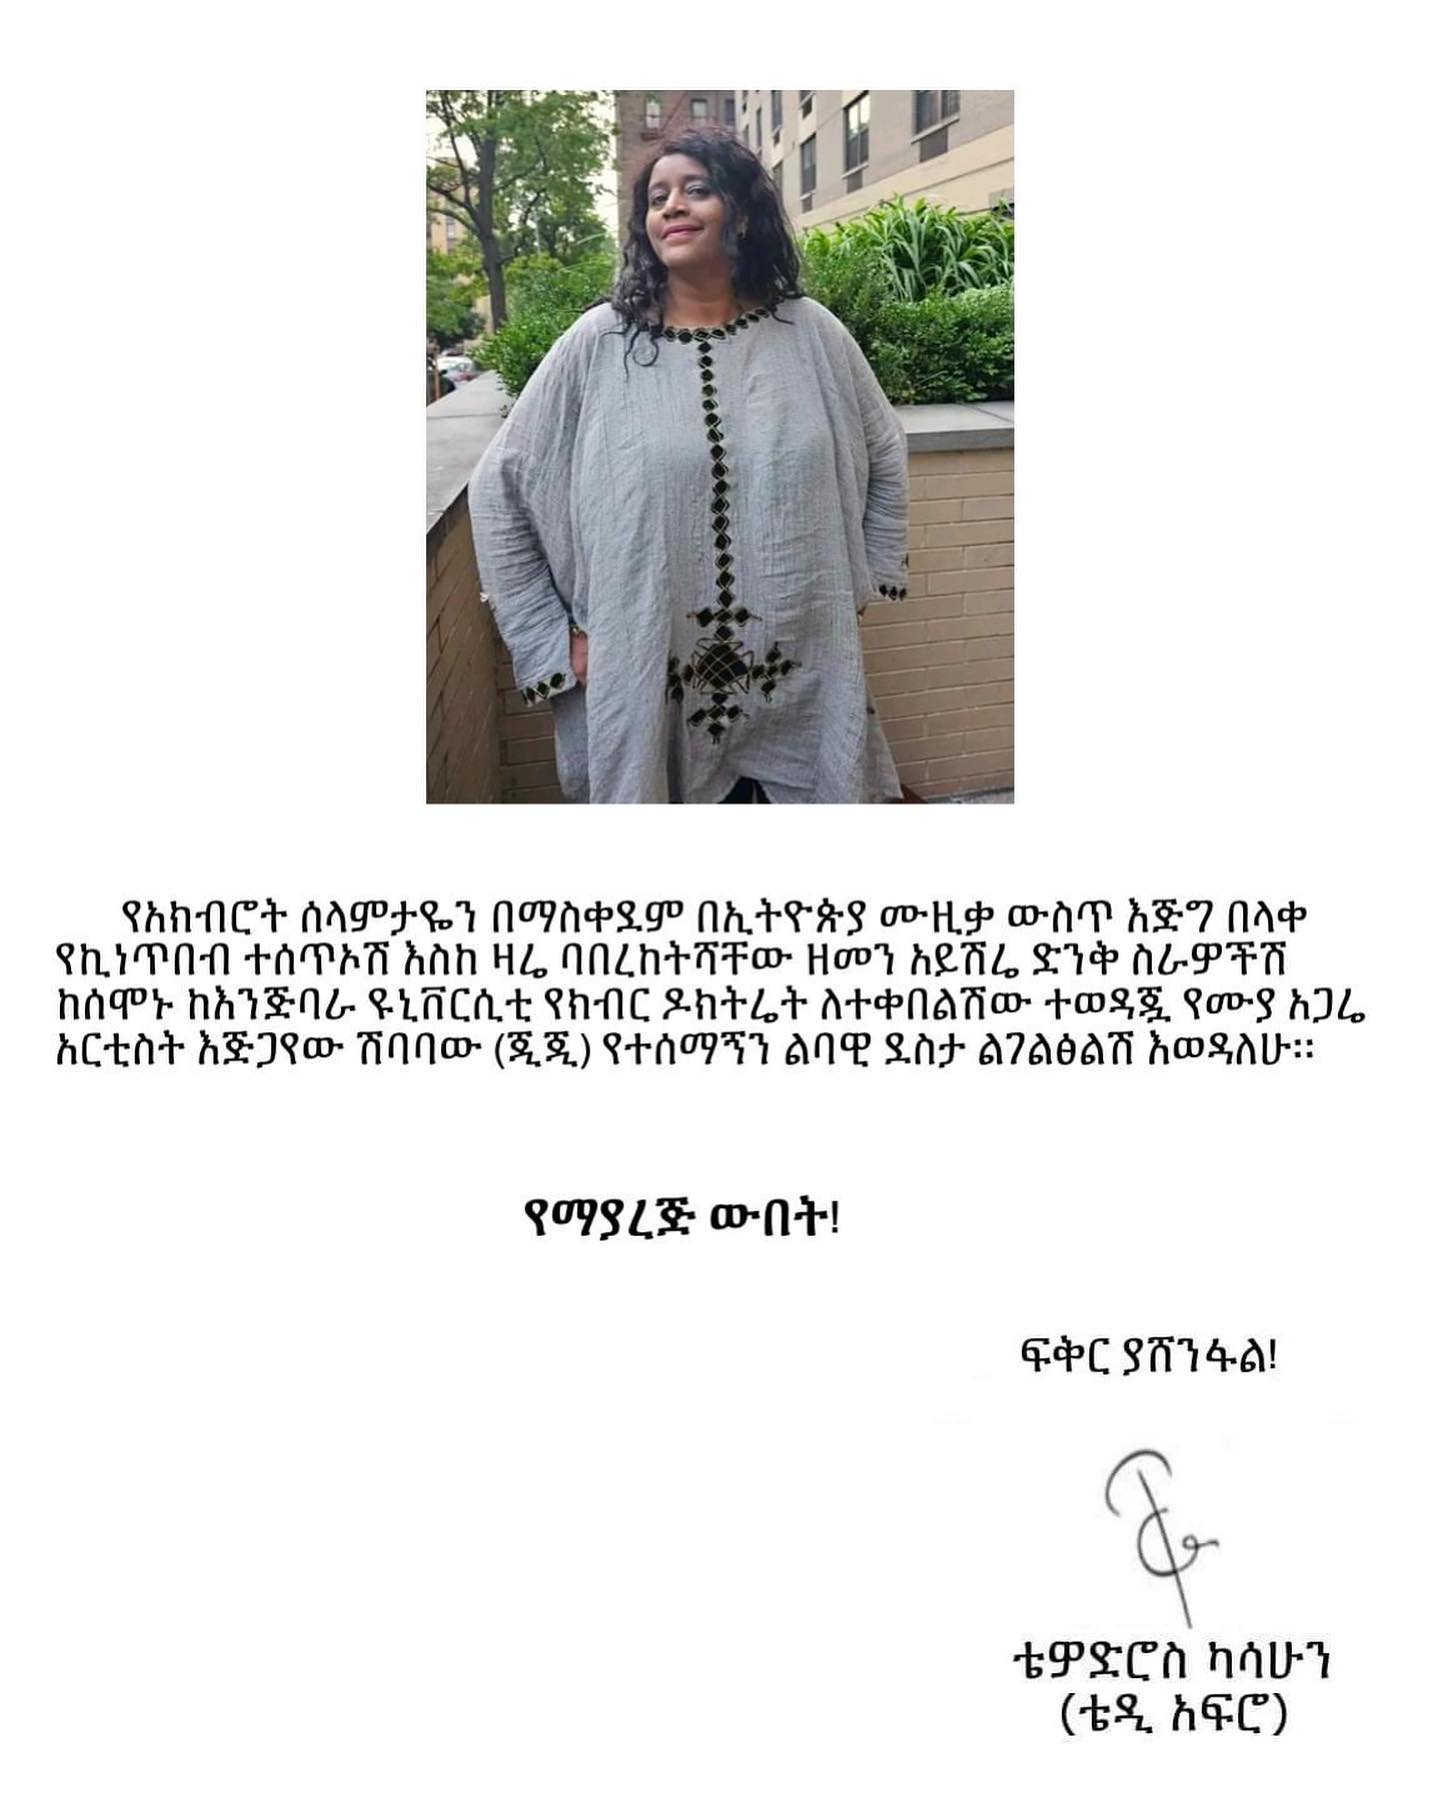 የአክብሮት ሰላምታዬን በማስቀደም በኢትዮጵያ ሙዚቃ ውስጥ እጅግ በላቀ
የኪነጥበብ ተሰጥኦሽ እስከ ዛሬ ባበረከትሻቸው ዘመን አይሽሬ ድንቅ ስራዎችሽ
ከሰሞኑ ከእንጅባራ ዩኒቨርሲቲ የክብር ዶክትሬት ለተቀበልሽው ተወዳጇ የሙያ አጋሬ
አርቲስት እጅጋየው ሽባባው (ጂጂ) የተሰማኝን ልባዊ ደስታ ልገልፅልሽ እወዳለሁ።
የማያረጅ ውበት!
ፍቅር ያሸንፋል!
ቴዎድሮስ ካሳሁን
(ቴዲ አፍሮ)